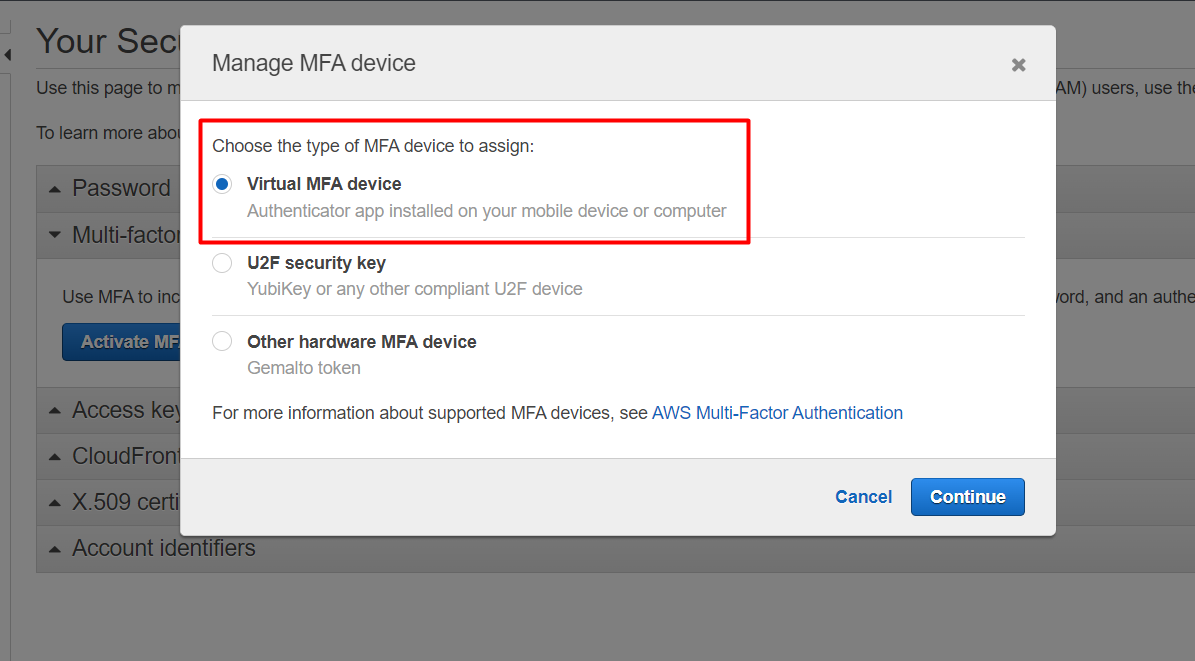 Your Secu
Manage MFA device
Use this page to m
AM) users, use the
To learn more abou
Choose the type of MFA device to assign:
Virtual MFA device
Authenticator app installed on your mobile device or computer
Password
Multi-factor
U2F security key
YubiKey or any other compliant U2F device
Use MFA to inc
word, and an authe
Activate MFA
Other hardware MFA device
Gemalto token
Access key
For more information about supported MFA devices, see AWS Multi-Factor Authentication
CloudFront
X.509 certi
Cancel
Continue
Account identifiers